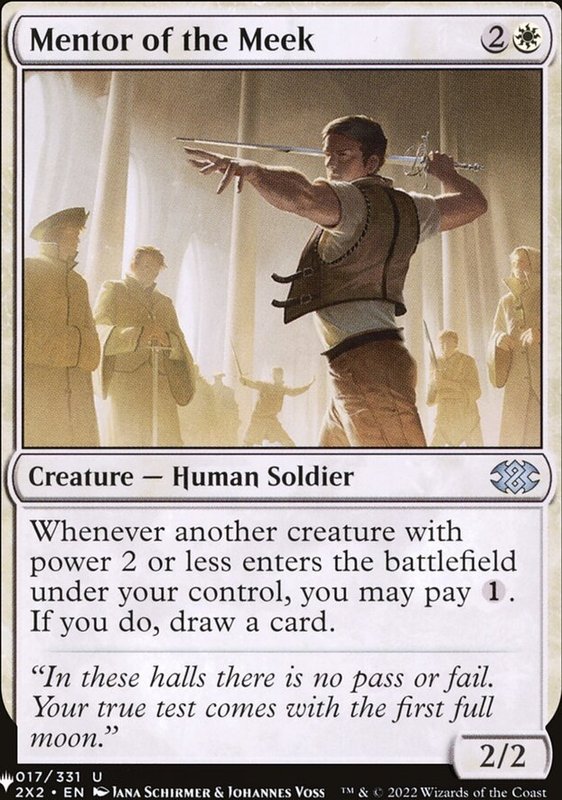 Mentor of the Meek 2
Creature — Human Soldier
Whenever another creature with
power 2 or less enters the battlefield
under your control, you may pay 1.
If you do, draw a card.
“In these halls there is no pass or fail.
Your true test comes with the first full
moon.”
2/2
017/331 U
2X2 • EN Jana Schirmer & Johannes Voss ™ & © 2022 Wizards of the Coast